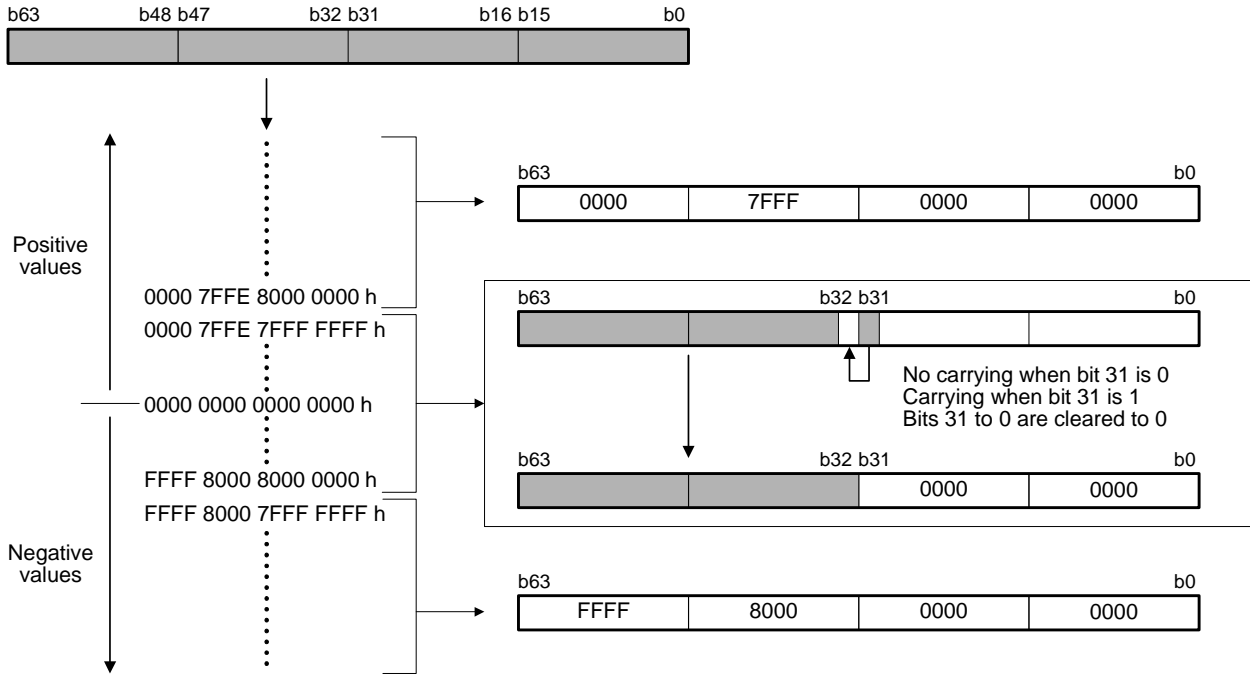 b63 b48 b47 b32 b31 b16 b15 b0
b63 b0
0000 7FFF 0000 0000
Positive
values
0000 7FFE 8000 0000 h
0000 7FFE 7FFF FFFF h
b63 b32 b31 b0
No carrying when bit 31 is 0
Carrying when bit 31 is 1
Bits 31 to 0 are cleared to 0
0000 0000 0000 0000 h
b63 b32 b31 b0
0000 0000
FFFF 8000 8000 0000 h
FFFF 8000 7FFF FFFF h
Negative
values
b63 b0
FFFF 8000 0000 0000